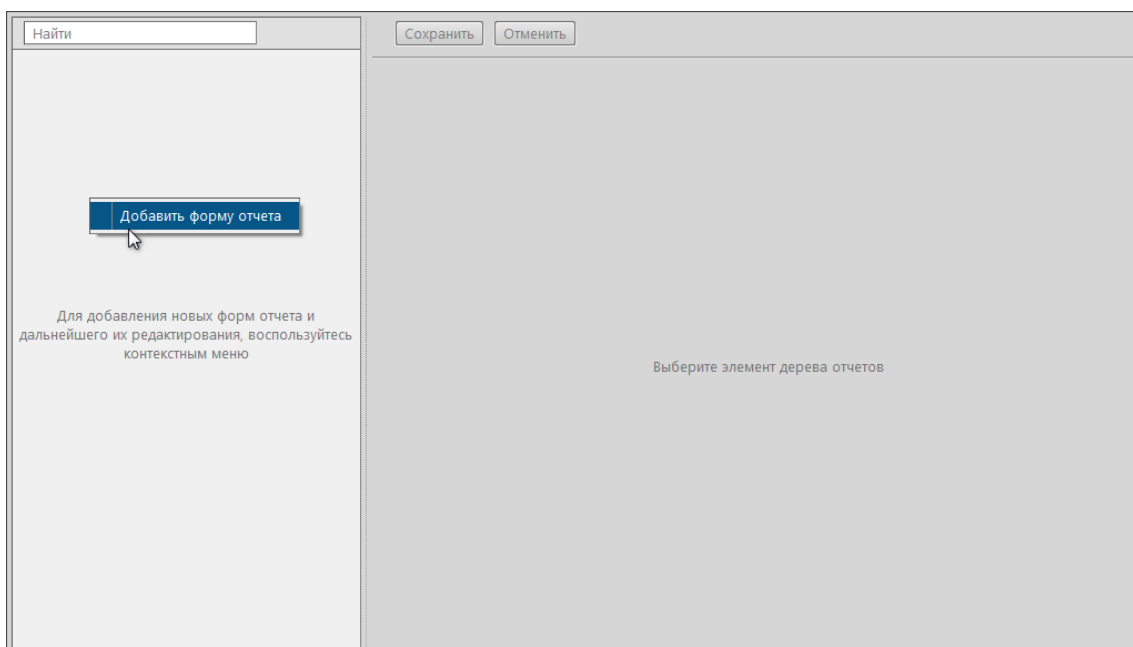 Найти
Сохранить Отменить
Добавить форму отчета
Для добавления новых форм отчета и
дальнейшего их редактирования, воспользуйтесь
контекстным меню
Выберите элемент дерева отчетов